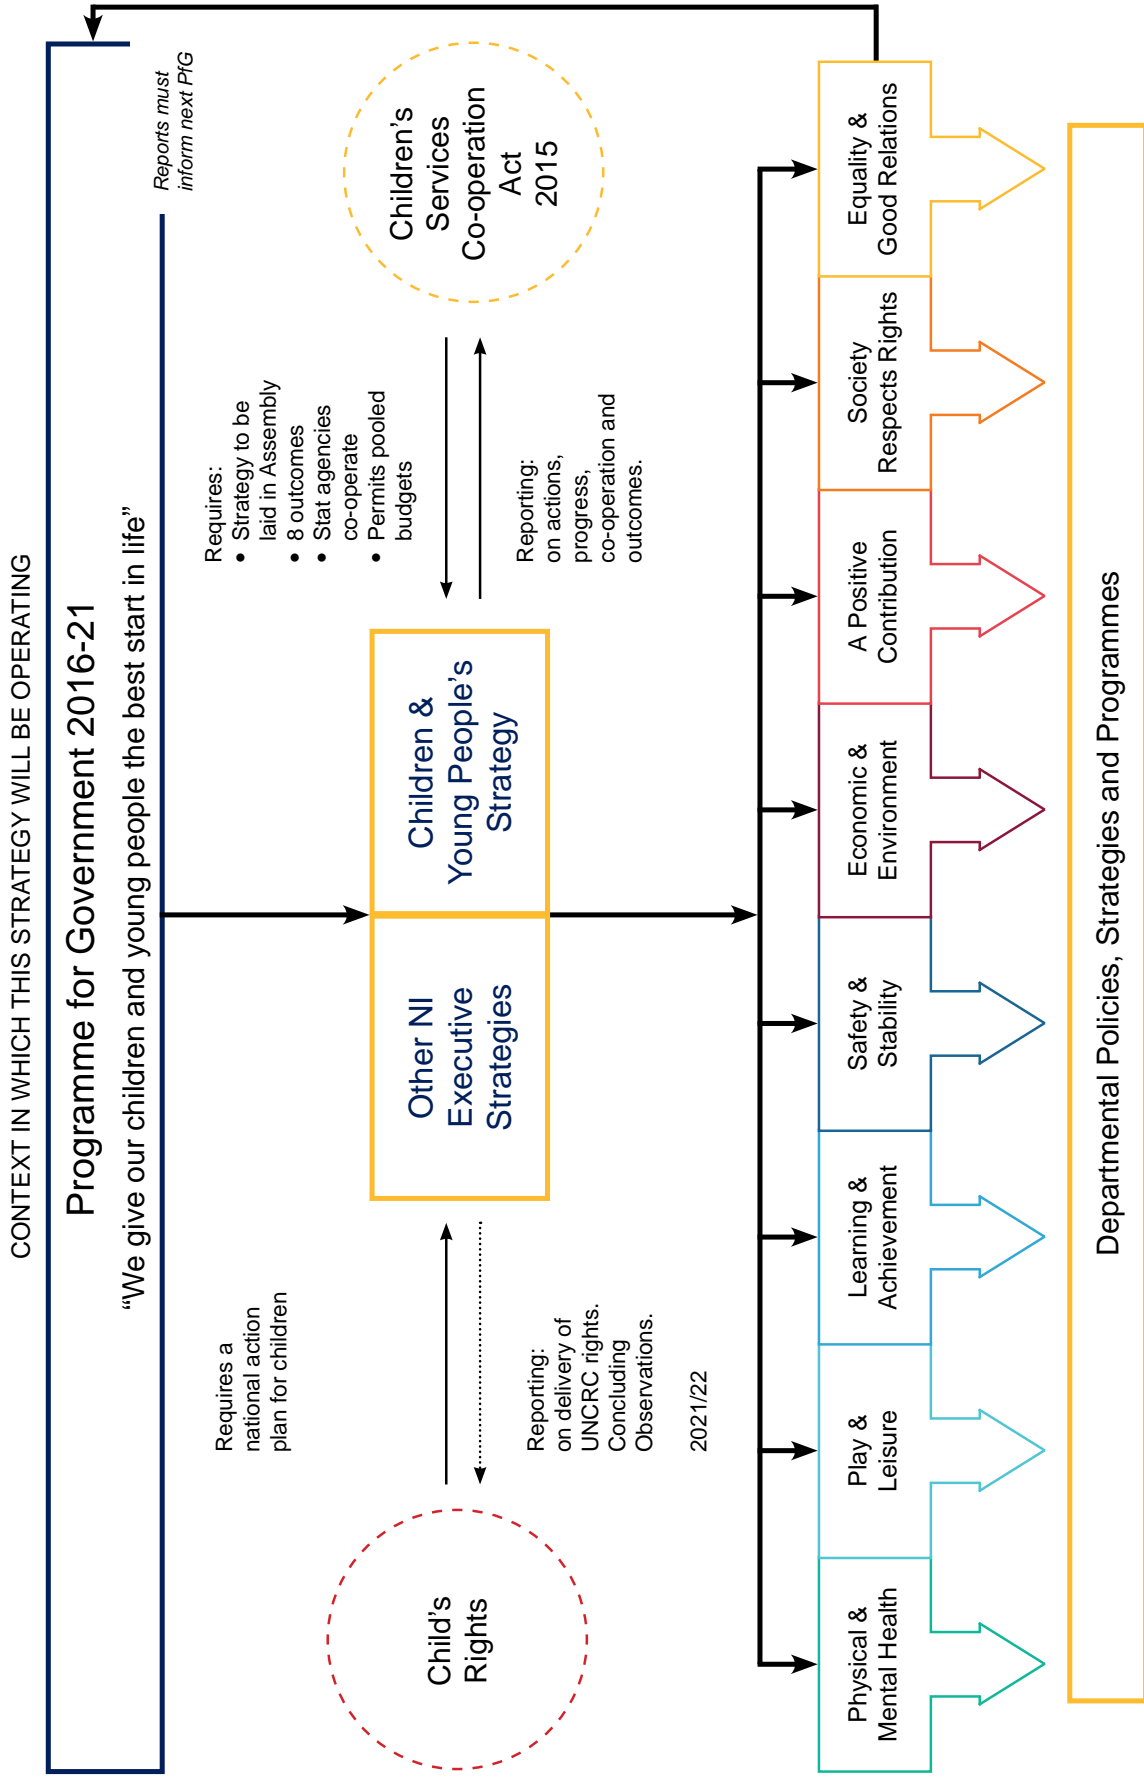 CONTEXT IN WHICH THIS STRATEGY WILL BE OPERATING
Programme for Government 2016-21
“We give our children and young people the best start in life”
Reports must
inform next PfG
Requires a
national action
plan for children
Requires:
• Strategy to be
laid in Assembly
• 8 outcomes
• Stat agencies
co-operate
• Permits pooled
budgets
Child’s
Rights
Other NI
Executive
Strategies
Children &
Young People’s
Strategy
Children’s
Services
Co-operation
Act
2015
Reporting:
on delivery of
UNCRC rights.
Concluding
Observations.
2021/22
Reporting:
on actions,
progress,
co-operation and
outcomes.
Physical &
Mental Health
Play &
Leisure
Learning &
Achievement
Safety &
Stability
Economic &
Environment
A Positive
Contribution
Society
Respects Rights
Equality &
Good Relations
Departmental Policies, Strategies and Programmes